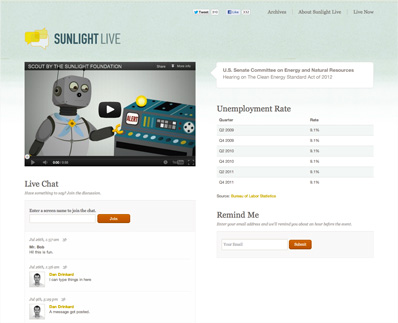 Tweet
Like
Archives | About Sunlight Live | Live Now
SUNLIGHT LIVE
SCOUT BY THE SUNLIGHT FOUNDATION
Share
More info
ALERT
U.S. Senate Committee on Energy and Natural Resources
Hearing on The Clean Energy Standard Act of 2012
Unemployment Rate
Quarter Rate
Q2 2009 9.1%
Q3 2009 9.1%
Q4 2010 9.1%
Q2 2011 9.1%
Q4 2011 9.1%
Source: Bureau of Labor Statistics
Live Chat
Have something to say? Join the discussion.
Enter a screen name to join the chat.
Join
Mr. Bob
Hi this is fun.
Dan Drinkard
I can type things in here
Dan Drinkard
A message get posted.
Remind Me
Enter your email address and we'll remind you about an hour before the event.
Your Email
Submit